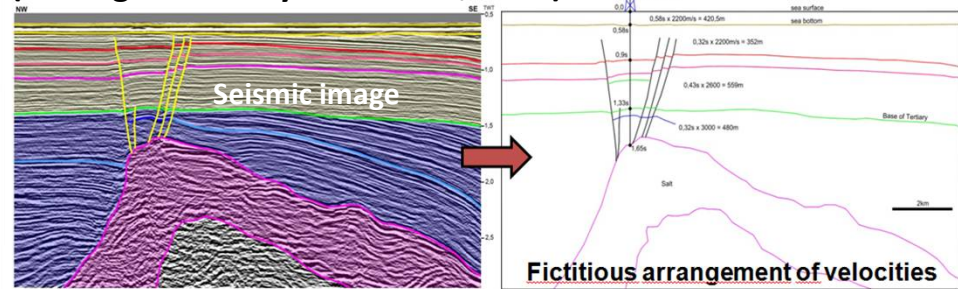 NW
SE
TWT
0,5
1,0
1,5
2,0
2,5
Seismic image
0,0
sea surface
0,58s x 2200m/s = 420,5m
sea bottom
0,58s
0,32s x 2200m/s = 352m
0,9s
0,43s x 2600 = 559m
1,33s
Base of Tertiary
0,32s x 3000 = 480m
1,65s
Salt
2km
Fictitious arrangement of velocities